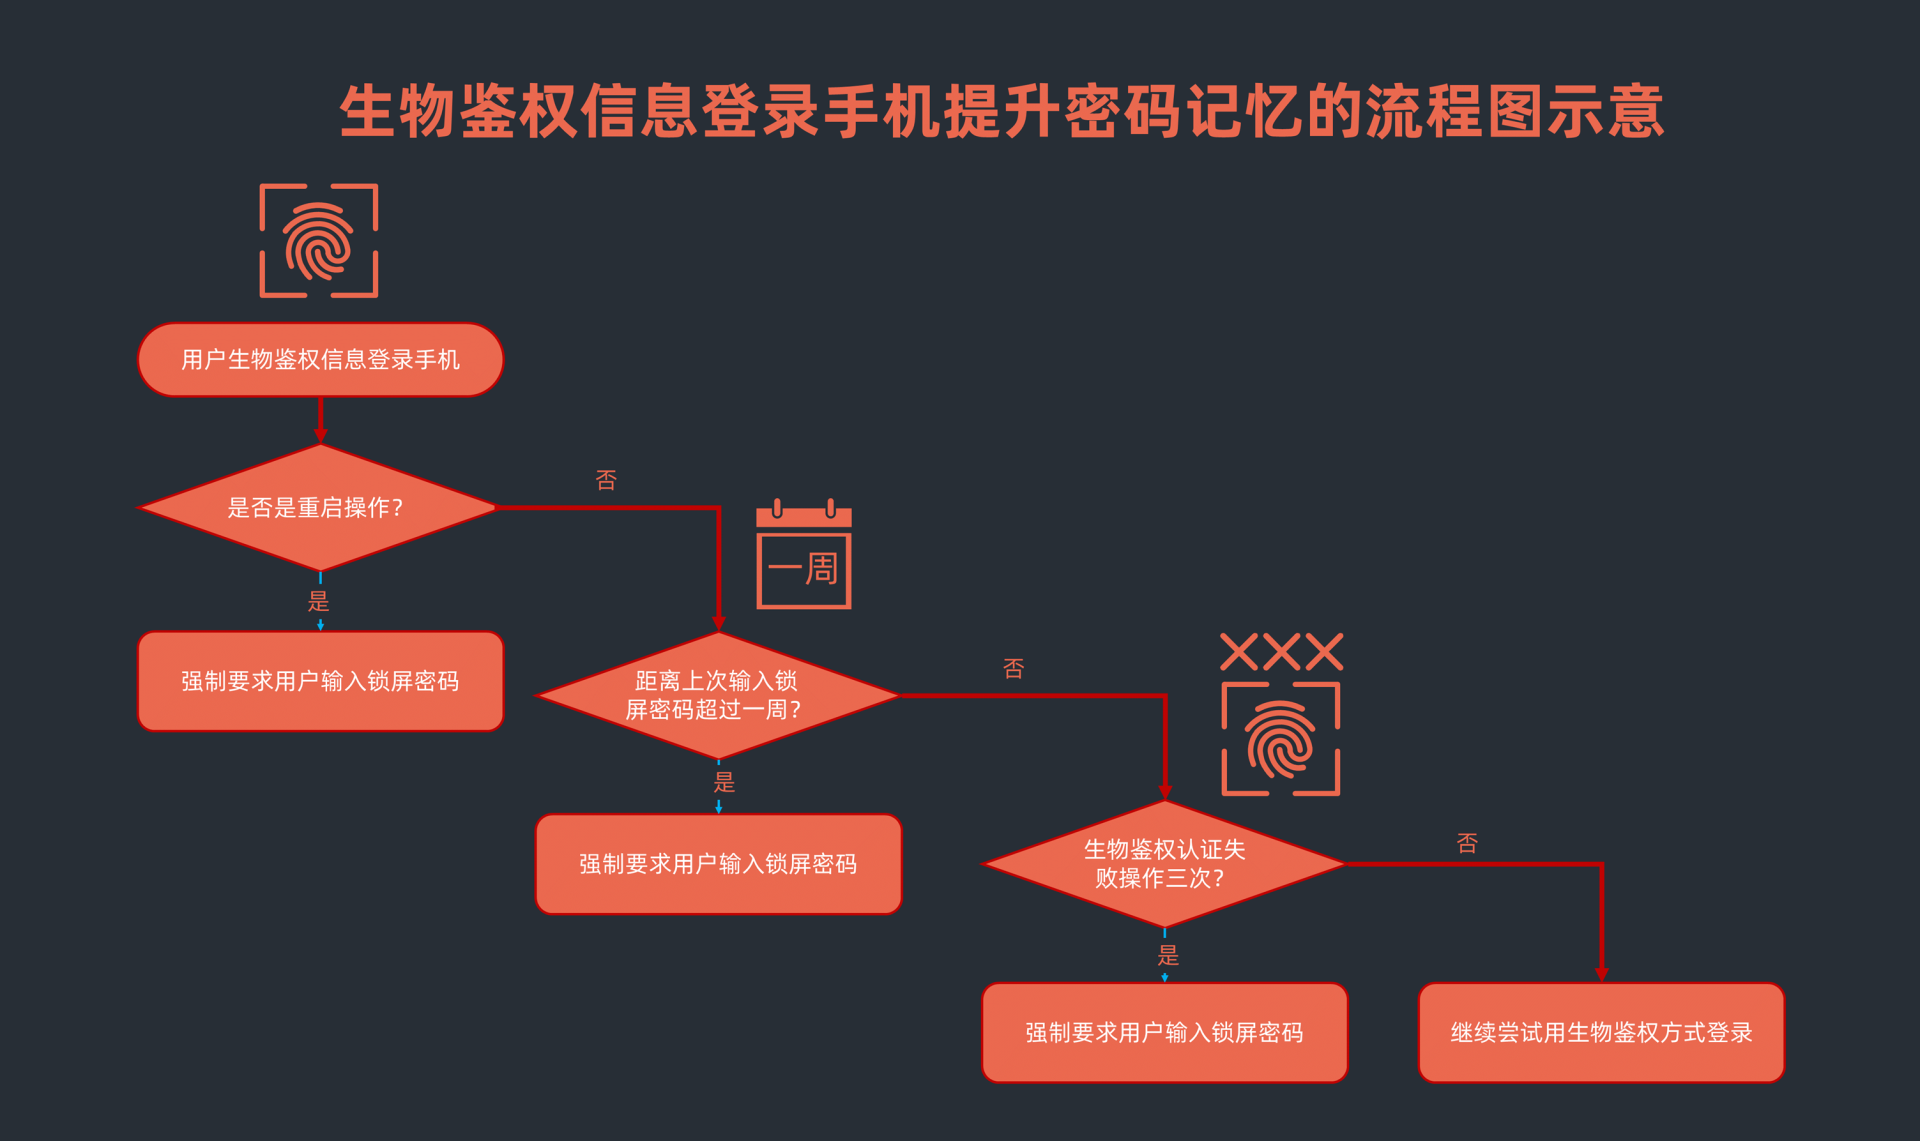 生物鉴权信息登录手机提升密码记忆的流程图示意
用户生物鉴权信息登录手机
是否是重启操作?
否
是
强制要求用户输入锁屏密码
一周
距离上次输入锁
屏密码超过一周?
否
是
强制要求用户输入锁屏密码
生物鉴权认证失
败操作三次?
否
是
强制要求用户输入锁屏密码
继续尝试用生物鉴权方式登录